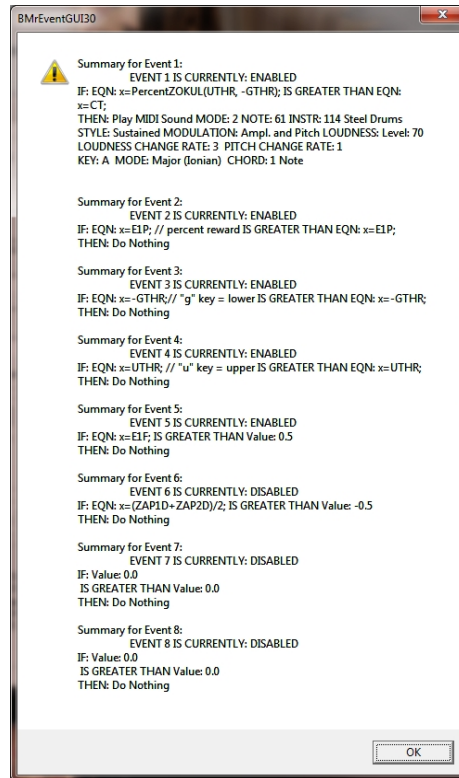 BMrEventGUI30
Summary for Event 1:
EVENT 1 IS CURRENTLY: ENABLED
IF: EQN: x=PercentZOKUL(UTHR, -GTHR); IS GREATER THAN EQN:
x=CT;
THEN: Play MIDI Sound MODE: 2 NOTE: 61 INSTR: 114 Steel Drums
STYLE: Sustained MODULATION: Ampl. and Pitch LOUDNESS: Level: 70
LOUDNESS CHANGE RATE: 3 PITCH CHANGE RATE: 1
KEY: A MODE: Major (Ionian) CHORD: 1 Note
Summary for Event 2:
EVENT 2 IS CURRENTLY: ENABLED
IF: EQN: x=E1P; // percent reward IS GREATER THAN EQN: x=E1P;
THEN: Do Nothing
Summary for Event 3:
EVENT 3 IS CURRENTLY: ENABLED
IF: EQN: x=-GTHR;// "g" key = lower IS GREATER THAN EQN: x=-GTHR;
THEN: Do Nothing
Summary for Event 4:
EVENT 4 IS CURRENTLY: ENABLED
IF: EQN: x=UTHR; // "u" key = upper IS GREATER THAN EQN: x=UTHR;
THEN: Do Nothing
Summary for Event 5:
EVENT 5 IS CURRENTLY: ENABLED
IF: EQN: x=E1F; IS GREATER THAN Value: 0.5
THEN: Do Nothing
Summary for Event 6:
EVENT 6 IS CURRENTLY: DISABLED
IF: EQN: x=(ZAP1D+ZAP2D)/2; IS GREATER THAN Value: -0.5
THEN: Do Nothing
Summary for Event 7:
EVENT 7 IS CURRENTLY: DISABLED
IF: Value: 0.0
IS GREATER THAN Value: 0.0
THEN: Do Nothing
Summary for Event 8:
EVENT 8 IS CURRENTLY: DISABLED
IF: Value: 0.0
IS GREATER THAN Value: 0.0
THEN: Do Nothing
OK